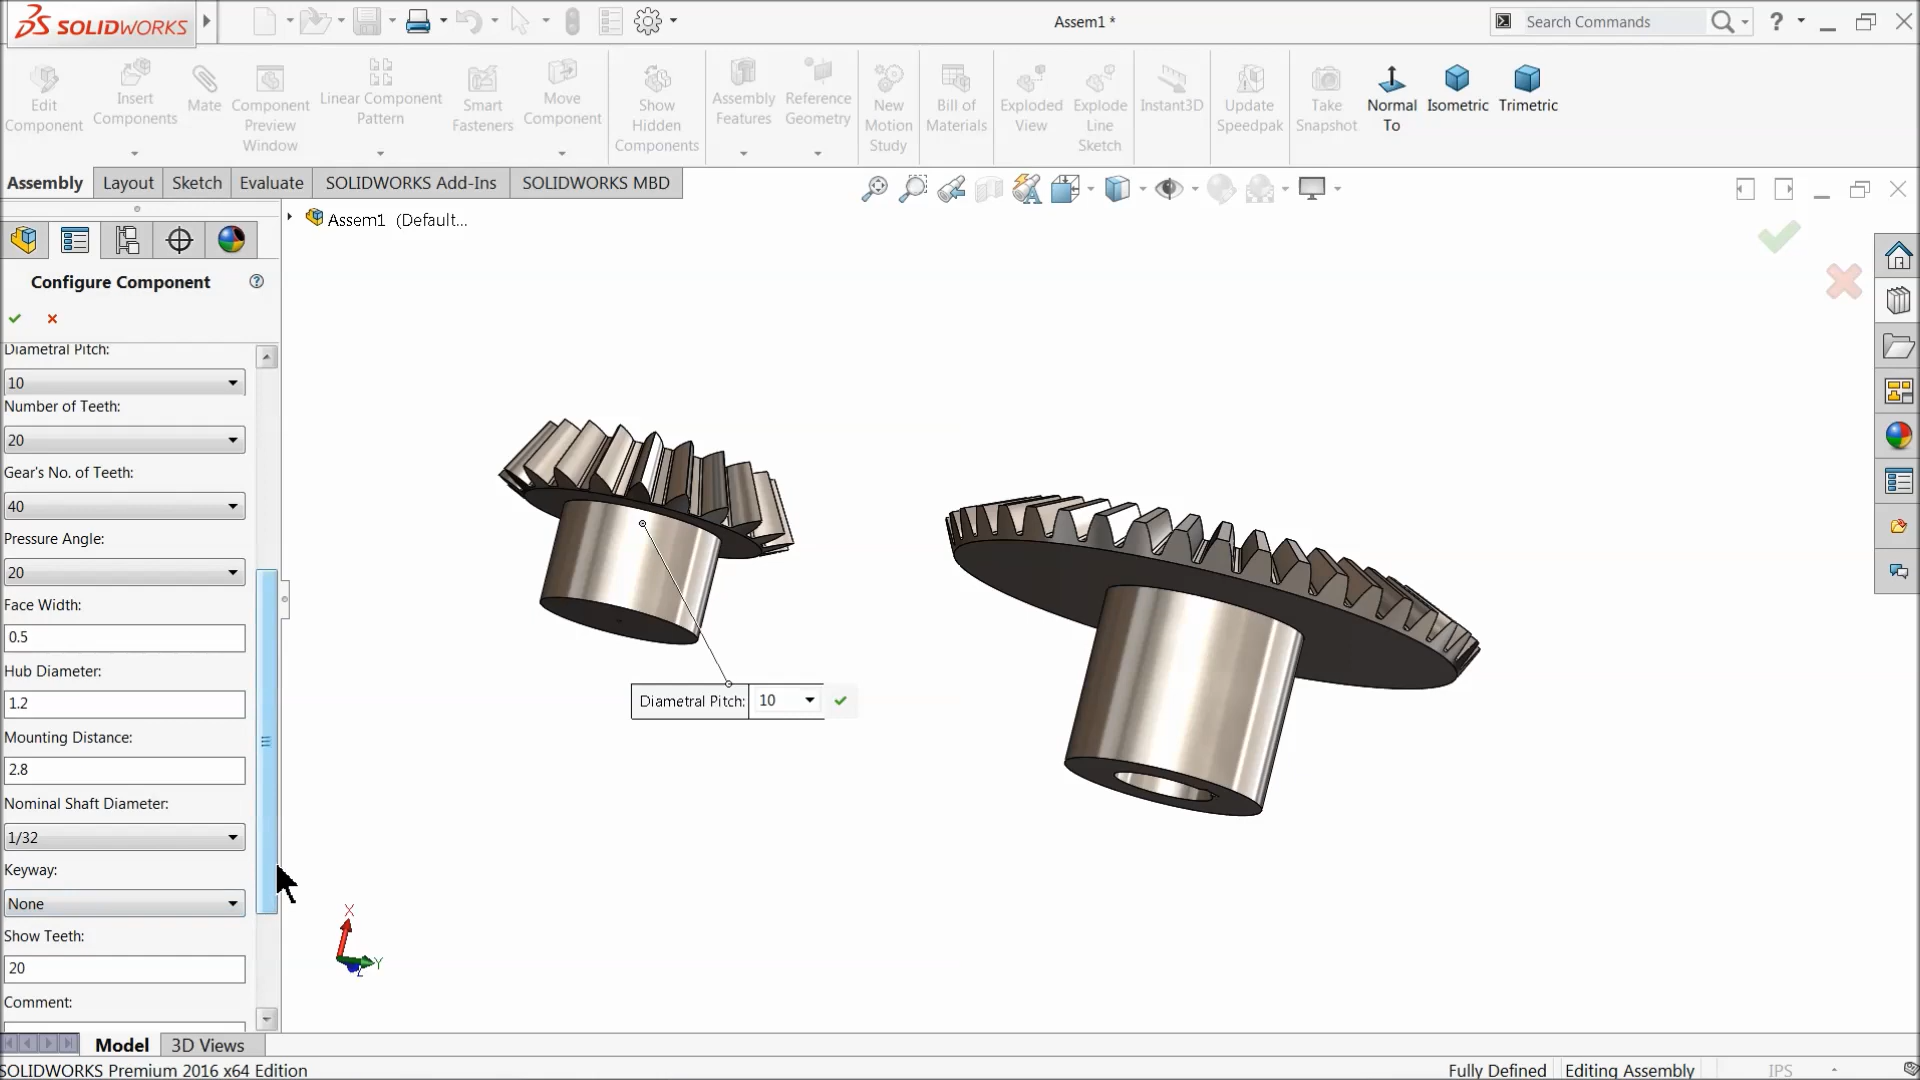 SOLIDWORKS
Assem1 *
Search Commands
?
Edit Component
Insert Components
Mate
Component Preview Window
Linear Component Pattern
Smart Fasteners
Move Component
Show Hidden Components
Assembly Features
Reference Geometry
New Motion Study
Bill of Materials
Exploded View
Explode Line Sketch
Instant3D
Update Speedpak
Take Snapshot
Normal To
Isometric
Trimetric
Assembly
Layout
Sketch
Evaluate
SOLIDWORKS Add-Ins
SOLIDWORKS MBD
Assem1 (Default...
Configure Component
?
Diametral Pitch:
10
Number of Teeth:
20
Gear's No. of Teeth:
40
Pressure Angle:
20
Face Width:
0.5
Hub Diameter:
1.2
Mounting Distance:
2.8
Nominal Shaft Diameter:
1/32
Keyway:
None
Show Teeth:
20
Comment:
Diametral Pitch: 10
X
Y
Z
Model
3D Views
SOLIDWORKS Premium 2016 x64 Edition
Fully Defined
Editing Assembly
IPS